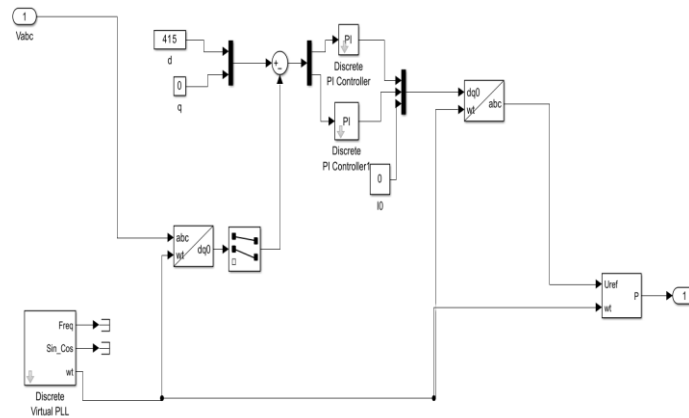 1
Vabc
415
d
0
q
+
−
PI
Discrete
PI Controller
PI
Discrete
PI Controller1
0
I0
dq0
wt
abc
abc
wt
dq0
Freq
Sin_Cos
wt
Discrete
Virtual PLL
Uref
wt
P
1